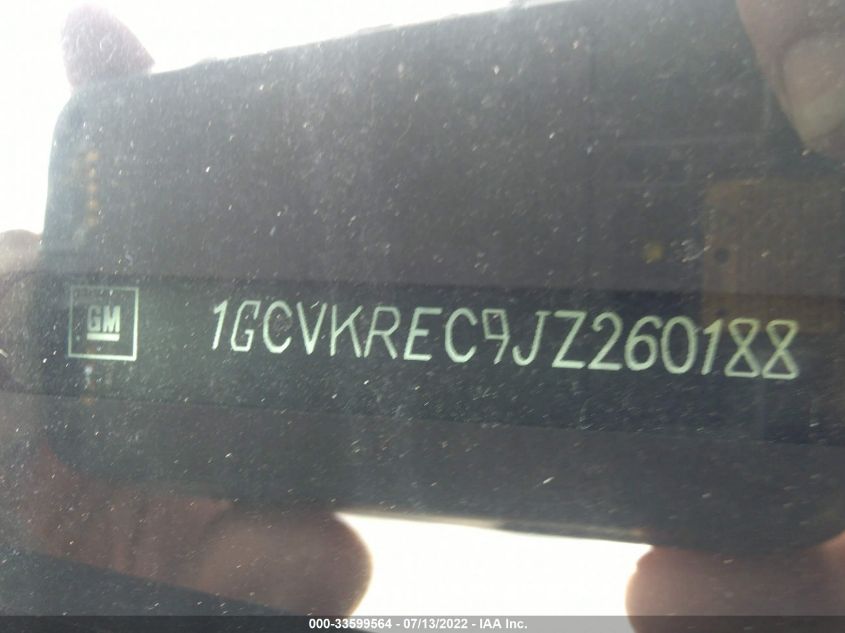 GM
1GCVKREC9JZ260188
000-33599564 - 07/13/2022 - IAA Inc.